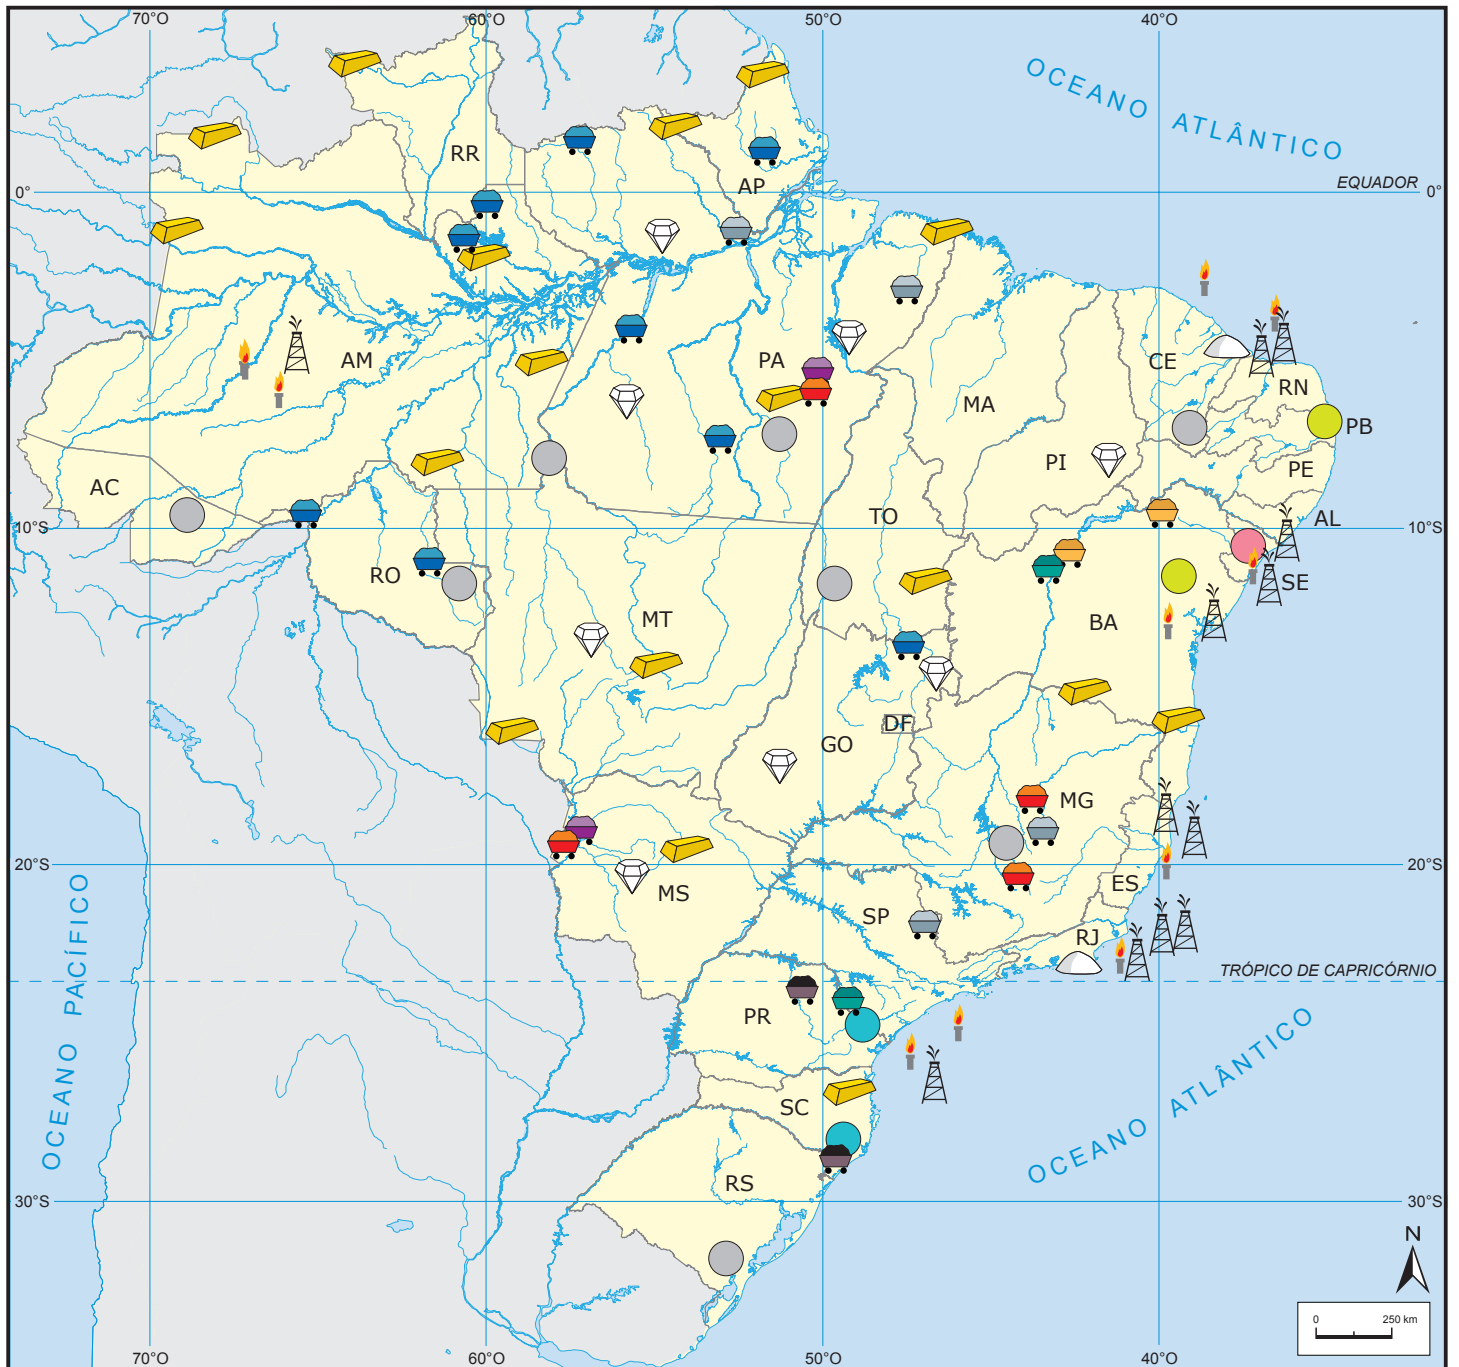 70°O
60°O
50°O
40°O
OCEANO ATLÂNTICO
RR
AP
EQUADOR
0°
0°
AM
PA
CE
RN
MA
PB
PI
PE
AC
TO
AL
10°S
10°S
RO
SE
MT
BA
DF
GO
MG
20°S
20°S
ES
MS
SP
RJ
OCEANO PACÍFICO
TRÓPICO DE CAPRICÓRNIO
PR
OCEANO ATLÂNTICO
SC
RS
30°S
30°S
N
0 250 km
70°O
60°O
50°O
40°O